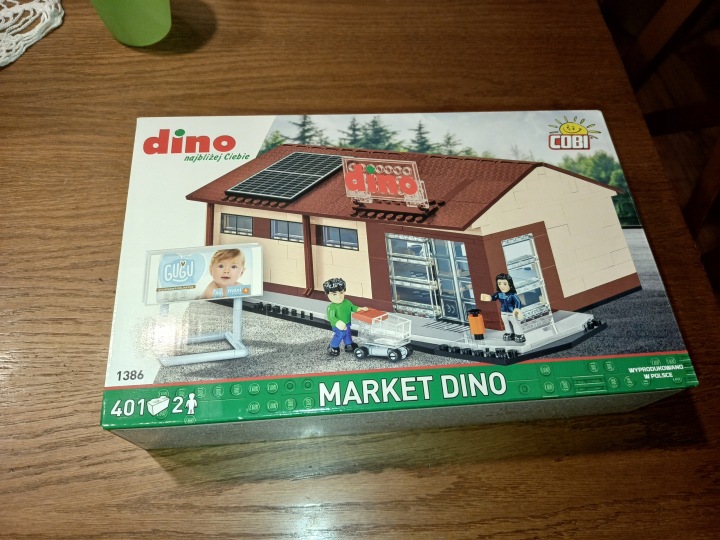 dino
najbliżej Ciebie
COBI
dino
GUGU
1386
401 2
MARKET DINO
WYPRODUKOWANO
W POLSCE